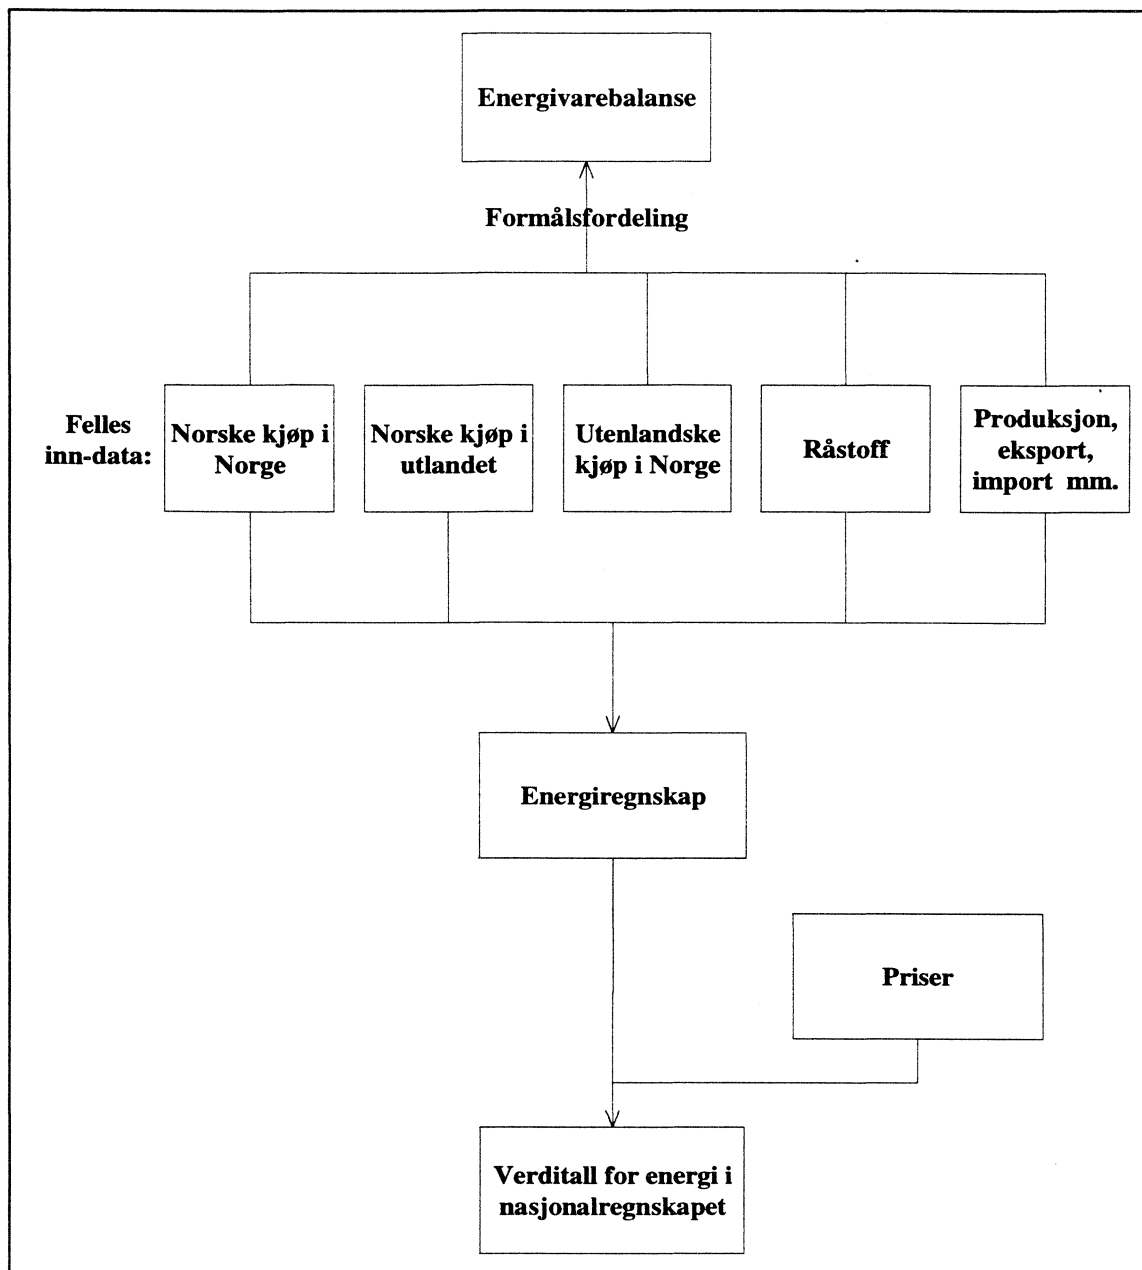 Energivarebalanse
Formålsfordeling
Felles
inn-data:
Norske kjøp i
Norge
Norske kjøp i
utlandet
Utenlandske
kjøp i Norge
Råstoff
Produksjon,
eksport,
import mm.
Energiregnskap
Priser
Verditall for energi i
nasjonalregnskapet